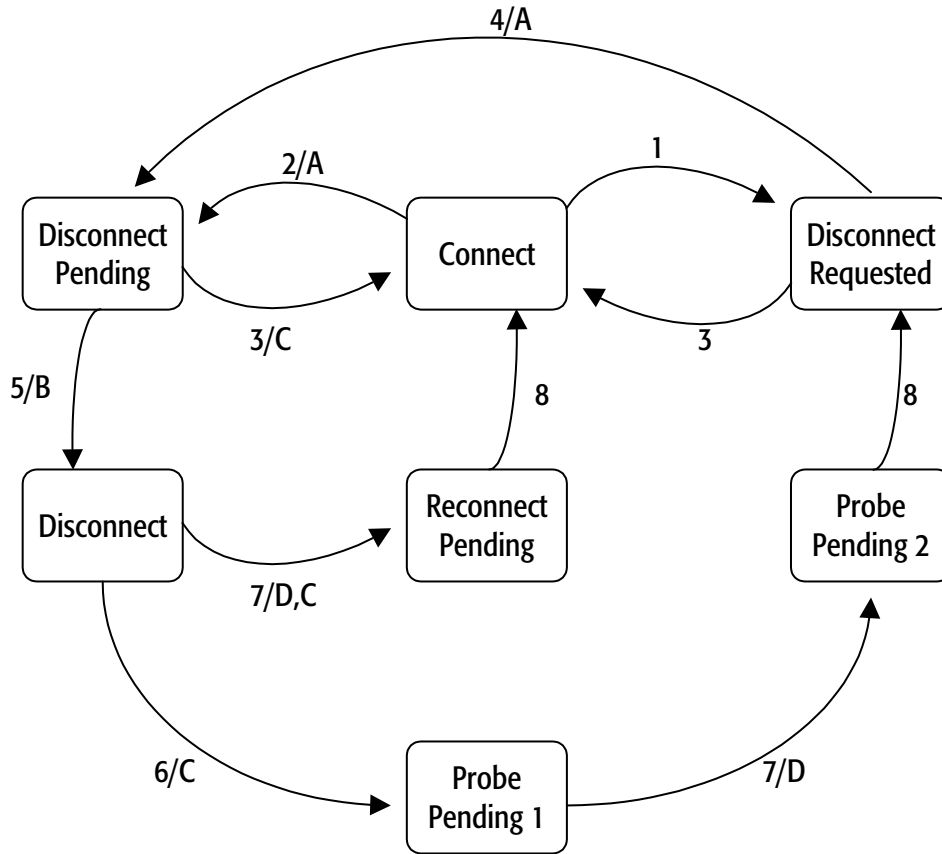 4/A
2/A
1
Disconnect
Pending
Connect
Disconnect
Requested
3/C
3
5/B
8
8
Disconnect
Reconnect
Pending
Probe
Pending 2
7/D,C
6/C
Probe
Pending 1
7/D